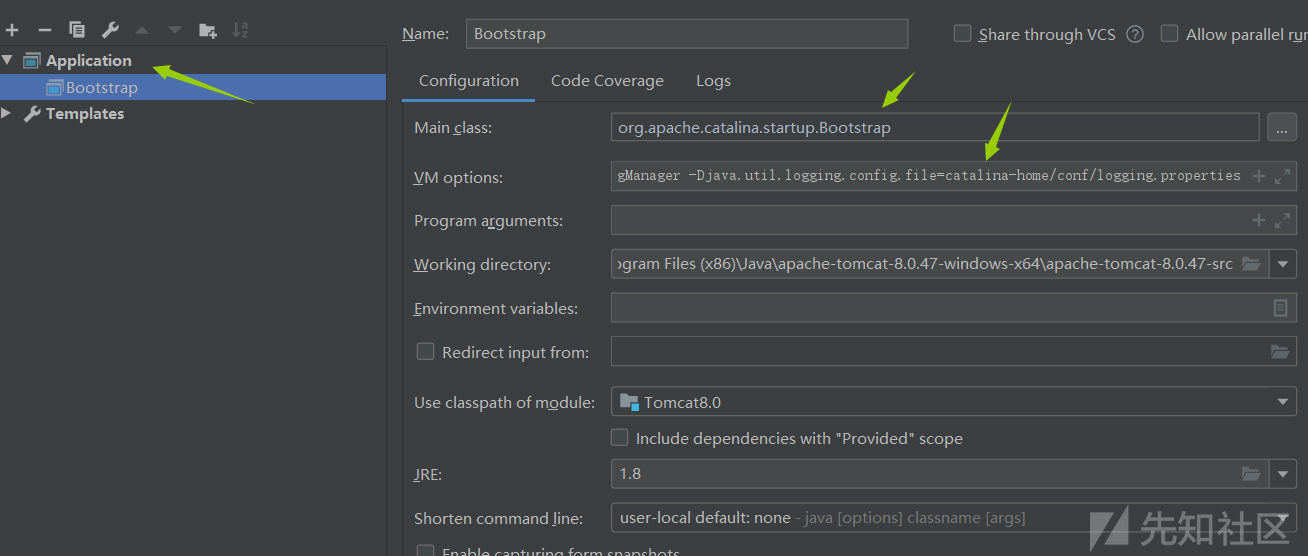 Name: Bootstrap Share through VCS Allow parallel run
Application
Bootstrap
Templates
Configuration Code Coverage Logs
Main class: org.apache.catalina.startup.Bootstrap ...
VM options: gManager -Djava.util.logging.config.file=catalina-home/conf/logging.properties
Program arguments:
Working directory: ogram Files (x86)\Java\apache-tomcat-8.0.47-windows-x64\apache-tomcat-8.0.47-src
Environment variables:
Redirect input from:
Use classpath of module: Tomcat8.0
Include dependencies with "Provided" scope
JRE: 1.8
Shorten command line: user-local default: none - java [options] classname [args]
Enable capturing form snapshots
先知社区